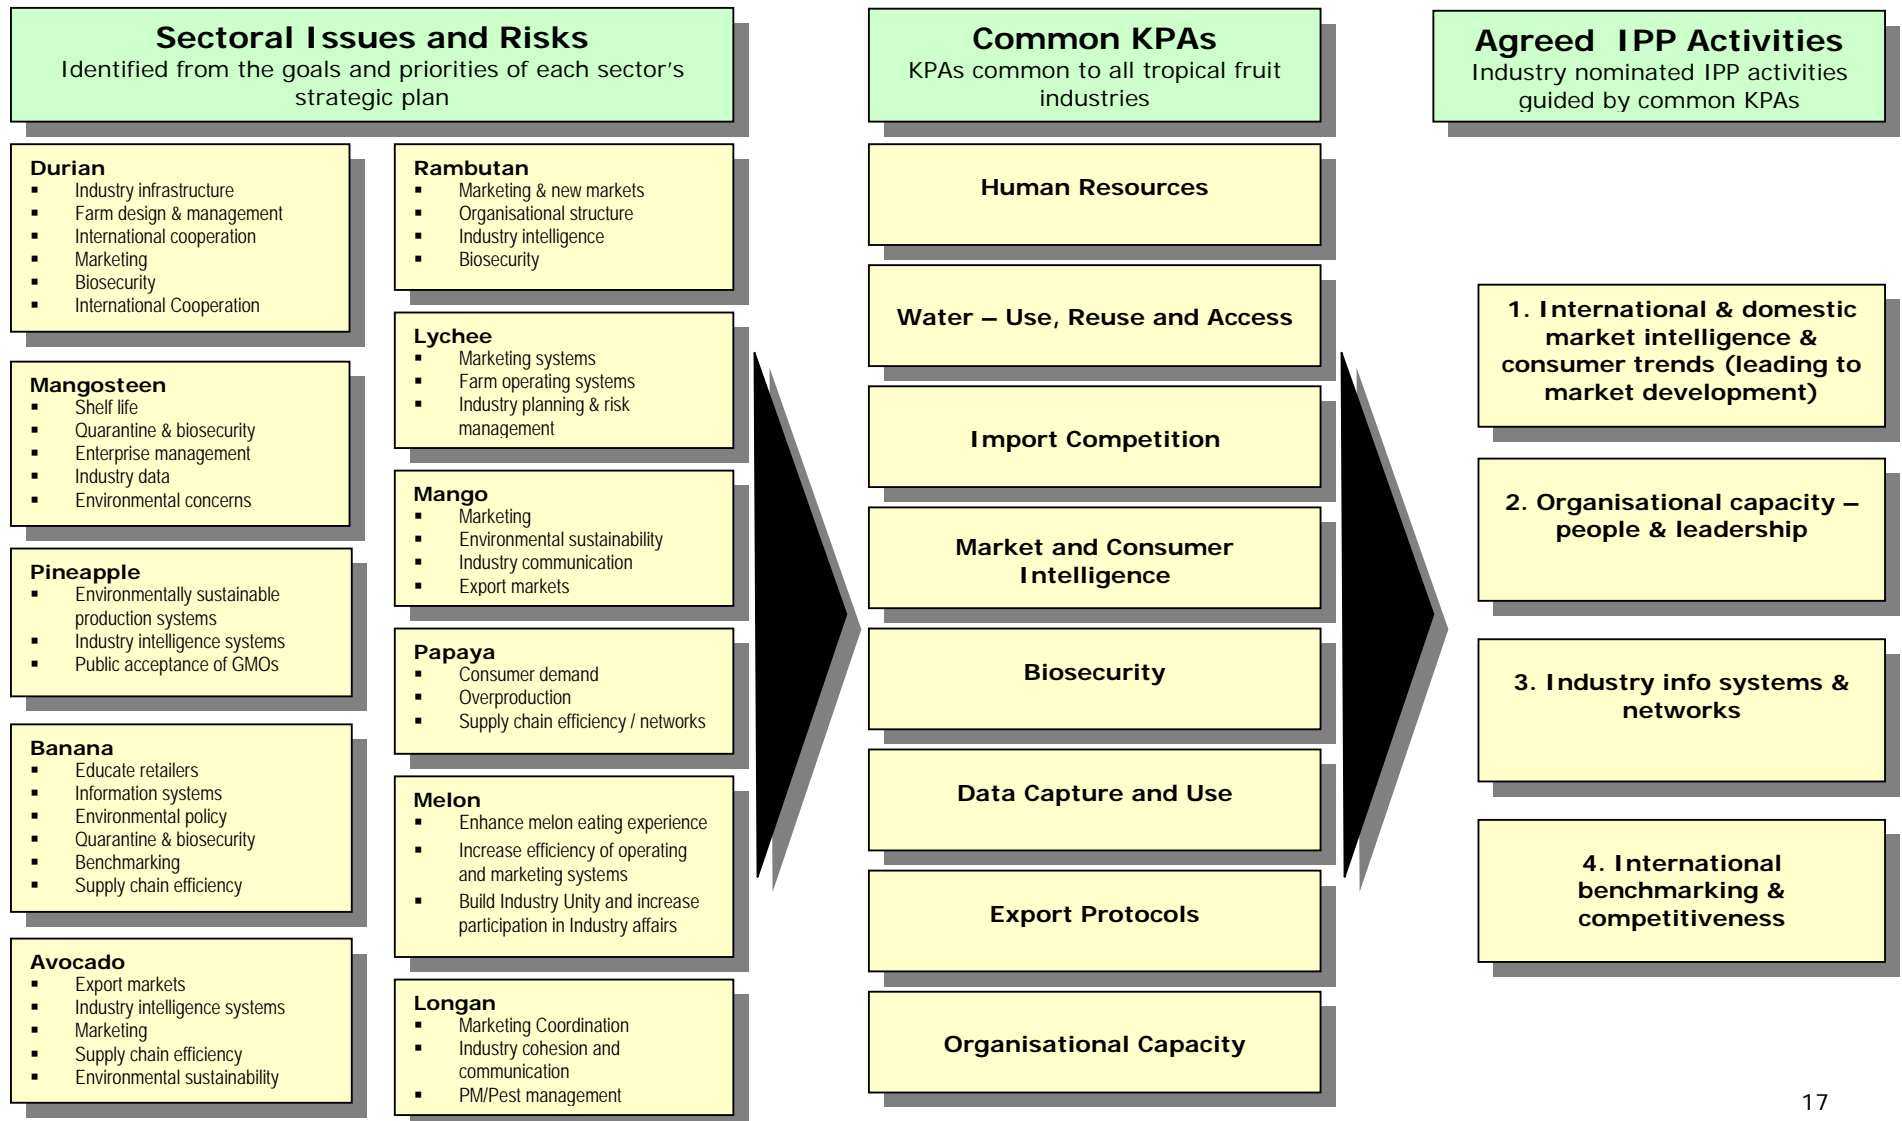 Sectoral Issues and Risks
Identified from the goals and priorities of each sector's
strategic plan
Durian
▪ Industry infrastructure
▪ Farm design & management
▪ International cooperation
▪ Marketing
▪ Biosecurity
▪ International Cooperation
Mangosteen
▪ Shelf life
▪ Quarantine & biosecurity
▪ Enterprise management
▪ Industry data
▪ Environmental concerns
Pineapple
▪ Environmentally sustainable
production systems
▪ Industry intelligence systems
▪ Public acceptance of GMOs
Banana
▪ Educate retailers
▪ Information systems
▪ Environmental policy
▪ Quarantine & biosecurity
▪ Benchmarking
▪ Supply chain efficiency
Avocado
▪ Export markets
▪ Industry intelligence systems
▪ Marketing
▪ Supply chain efficiency
▪ Environmental sustainability
Rambutan
▪ Marketing & new markets
▪ Organisational structure
▪ Industry intelligence
▪ Biosecurity
Lychee
▪ Marketing systems
▪ Farm operating systems
▪ Industry planning & risk
management
Mango
▪ Marketing
▪ Environmental sustainability
▪ Industry communication
▪ Export markets
Papaya
▪ Consumer demand
▪ Overproduction
▪ Supply chain efficiency / networks
Melon
▪ Enhance melon eating experience
▪ Increase efficiency of operating
and marketing systems
▪ Build Industry Unity and increase
participation in Industry affairs
Longan
▪ Marketing Coordination
▪ Industry cohesion and
communication
▪ PM/Pest management
Common KPAs
KPAs common to all tropical fruit
industries
Human Resources
Water – Use, Reuse and Access
Import Competition
Market and Consumer
Intelligence
Biosecurity
Data Capture and Use
Export Protocols
Organisational Capacity
Agreed IPP Activities
Industry nominated IPP activities
guided by common KPAs
1. International & domestic
market intelligence &
consumer trends (leading to
market development)
2. Organisational capacity –
people & leadership
3. Industry info systems &
networks
4. International
benchmarking &
competitiveness
17